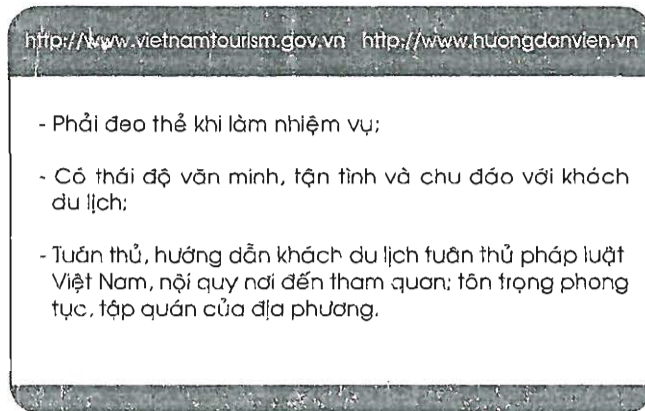 http://www.vietnamtourism.gov.vn http://www.huongdanvien.vn
- Phải đeo thẻ khi làm nhiệm vụ;
- Có thái độ văn minh, tận tình và chu đáo với khách
du lịch;
- Tuân thủ, hướng dẫn khách du lịch tuân thủ pháp luật
Việt Nam, nội quy nơi đến tham quan; tôn trọng phong
tục, tập quán của địa phương.